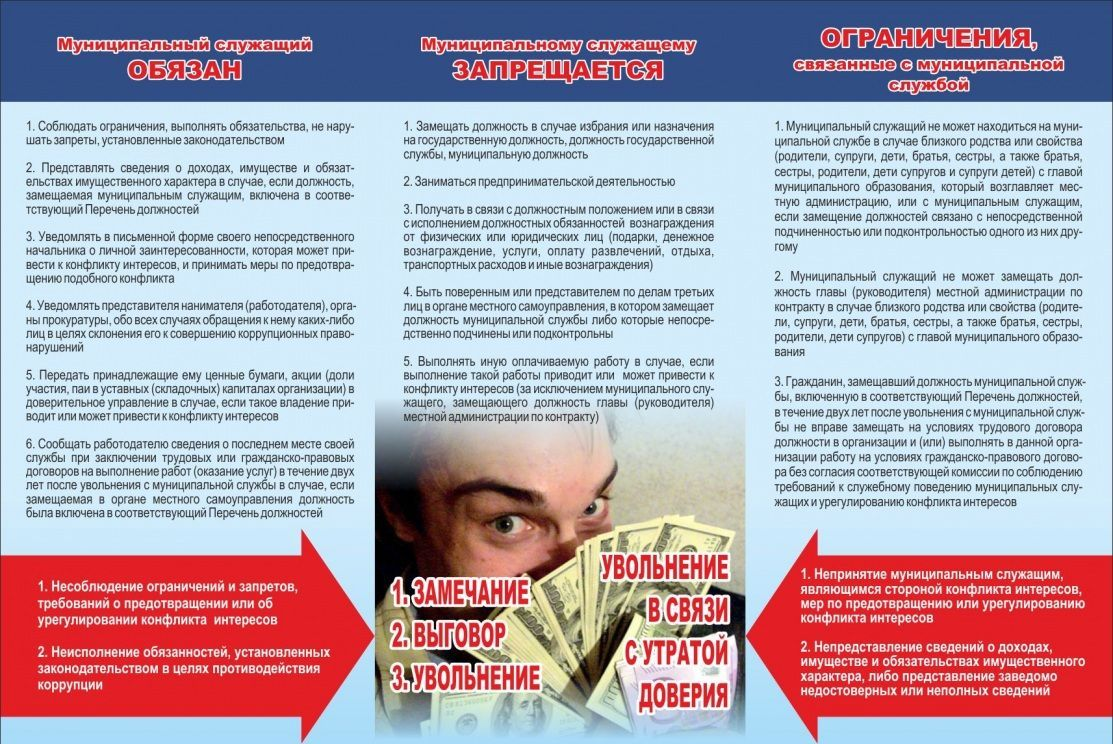 Муниципальный служащий
ОБЯЗАН
1. Соблюдать ограничения, выполнять обязательства, не нару-
шать запреты, установленные законодательством
2. Представлять сведения о доходах, имуществе и обязат-
ельствах имущественного характера в случае, если должность,
замещаемая муниципальным служащим, включена в соотве-
тствующий Перечень должностей
3. Уведомлять в письменной форме своего непосредственного
начальника о личной заинтересованности, которая может при-
вести к конфликту интересов, и принимать меры по предотвра-
щению подобного конфликта
4. Уведомлять представителя нанимателя (работодателя), орга-
ны прокуратуры, обо всех случаях обращения к нему каких-либо
лиц в целях склонения его к совершению коррупционных право-
нарушений
5. Передать принадлежащие ему ценные бумаги, акции (доли
участия, паи в уставных (складочных) капиталах организации) в
доверительное управление в случае, если такое владение при-
водит или может привести к конфликту интересов
6. Сообщать работодателю сведения о последнем месте своей
службы при заключении трудовых или гражданско-правовых
договоров на выполнение работ (оказание услуг) в течение двух
лет после увольнения с муниципальной службы в случае, если
замещаемая в органе местного самоуправления должность
была включена в соответствующий Перечень должностей
1. Несоблюдение ограничений и запретов,
требований о предотвращении или об
урегулировании конфликта интересов
2. Неисполнение обязанностей, установленных
законодательством в целях противодействия
коррупции
Муниципальному служащему
ЗАПРЕЩАЕТСЯ
1. Замещать должность в случае избрания или назначения
на государственную должность, должность государственной
службы, муниципальную должность
2. Заниматься предпринимательской деятельностью
3. Получать в связи с должностным положением или в связи
с исполнением должностных обязанностей вознаграждения
от физических или юридических лиц (подарки, денежное
вознаграждение, услуги, оплату развлечений, отдыха,
транспортных расходов и иные вознаграждения)
4. Быть поверенным или представителем по делам третьих
лиц в органе местного самоуправления, в котором замещает
должность муниципальной службы либо которые непосре-
дственно подчинены или подконтрольны
5. Выполнять иную оплачиваемую работу в случае, если
выполнение такой работы приводит или может привести к
конфликту интересов (за исключением муниципального слу-
жащего, замещающего должность главы (руководителя)
местной администрации по контракту)
1. ЗАМЕЧАНИЕ
2. ВЫГОВОР
3. УВОЛЬНЕНИЕ
УВОЛЬНЕНИЕ
В СВЯЗИ
С УТРАТОЙ
ДОВЕРИЯ
ОГРАНИЧЕНИЯ,
связанные с муниципальной
службой
1. Муниципальный служащий не может находиться на муни-
ципальной службе в случае близкого родства или свойства
(родители, супруги, дети, братья, сестры, а также братья,
сестры, родители, дети супругов и супруги детей) с главой
муниципального образования, который возглавляет мес-
тную администрацию, или с муниципальным служащим,
если замещение должностей связано с непосредственной
подчиненностью или подконтрольностью одного из них дру-
гому
2. Муниципальный служащий не может замещать дол-
жность главы (руководителя) местной администрации по
контракту в случае близкого родства или свойства (родите-
ли, супруги, дети, братья, сестры, а также братья, сестры,
родители, дети супругов) с главой муниципального образо-
вания
3. Гражданин, замещавший должность муниципальной служ-
бы, включенную в соответствующий Перечень должностей,
в течение двух лет после увольнения с муниципальной служ-
бы не вправе замещать на условиях трудового договора
должности в организации и (или) выполнять в данной орга-
низации работу на условиях гражданско-правового догово-
ра без согласия соответствующей комиссии по соблюдению
требований к служебному поведению муниципальных слу-
жащих и урегулированию конфликта интересов
1. Непринятие муниципальным служащим,
являющимся стороной конфликта интересов,
мер по предотвращению или урегулированию
конфликта интересов
2. Непредставление сведений о доходах,
имуществе и обязательствах имущественного
характера, либо представление заведомо
недостоверных или неполных сведений